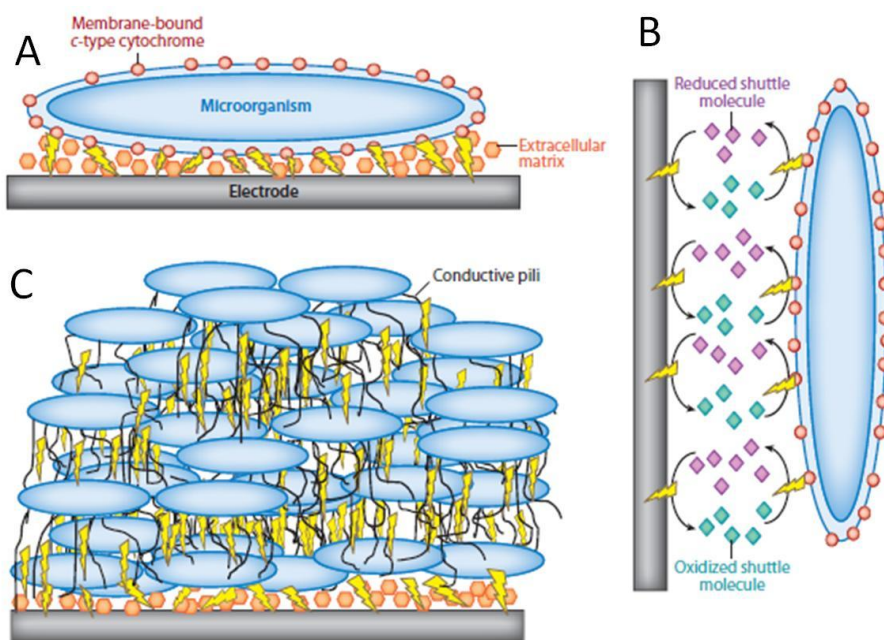 A
Membrane-bound
c-type cytochrome
Microorganism
Extracellular
matrix
Electrode
B
Reduced shuttle
molecule
Oxidized shuttle
molecule
C
Conductive pili